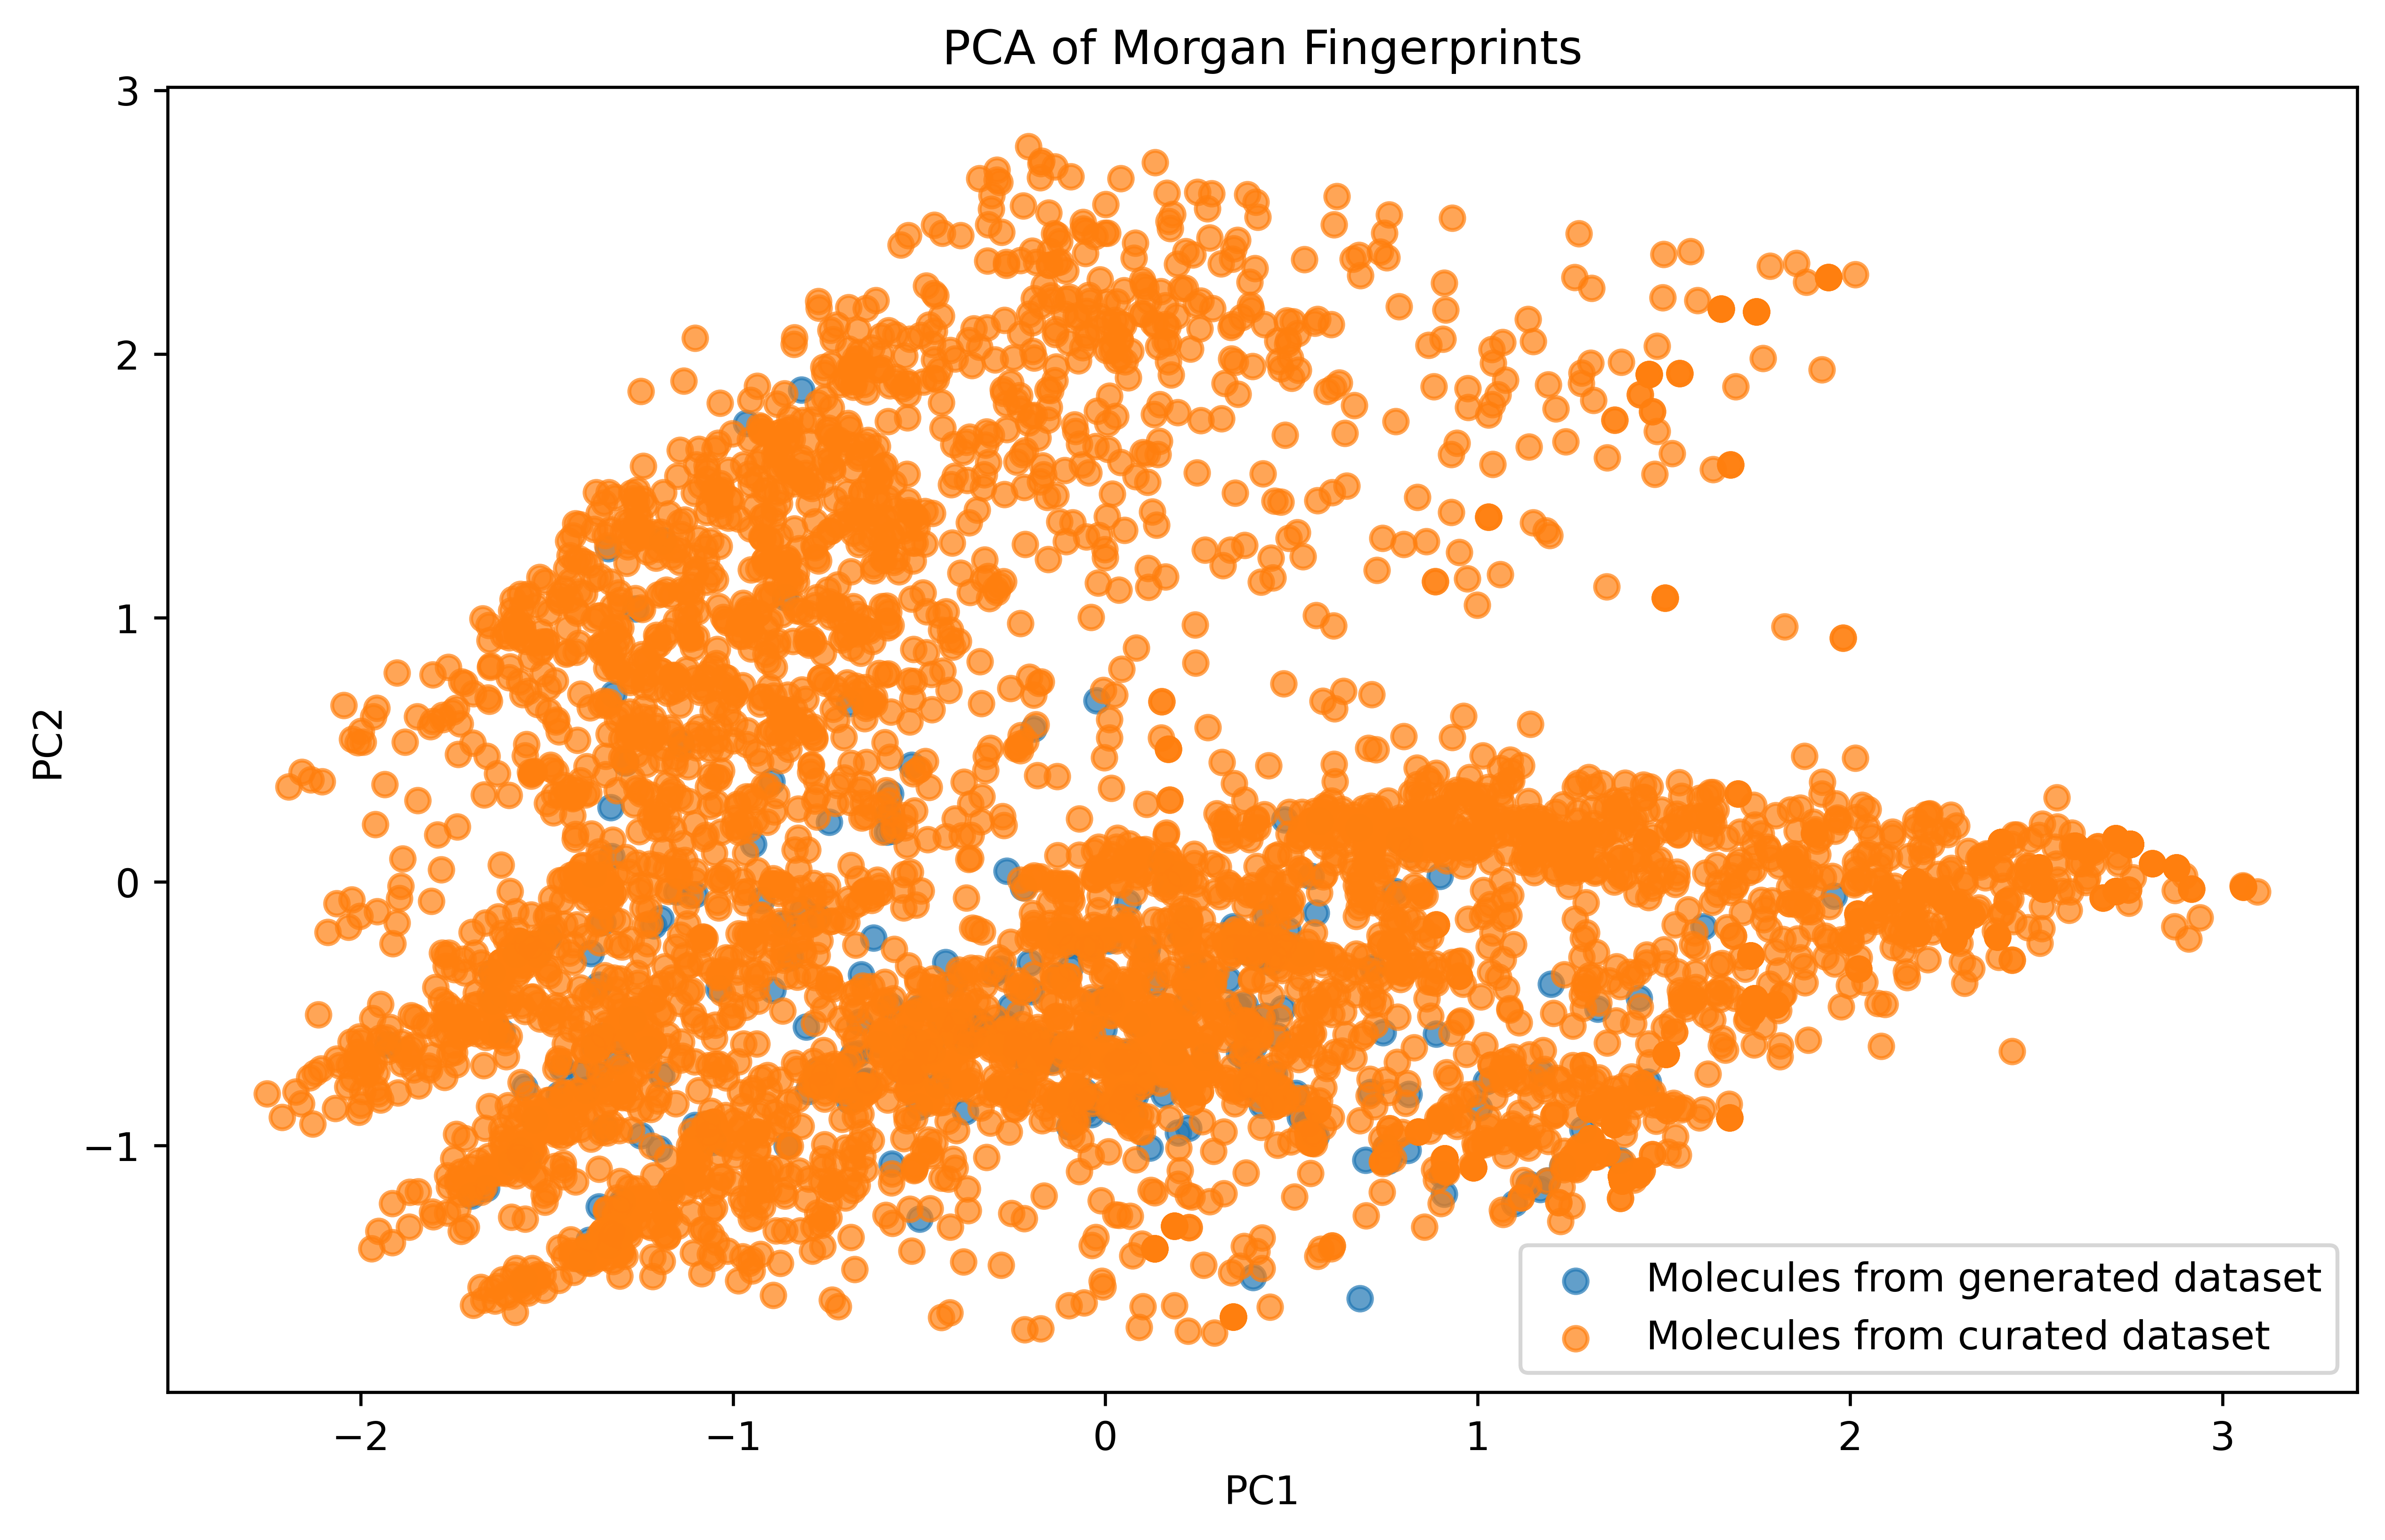 PCA of Morgan Fingerprints
3
2
1
0
−1
PC2
−2
−1
0
1
2
3
PC1
Molecules from generated dataset
Molecules from curated dataset